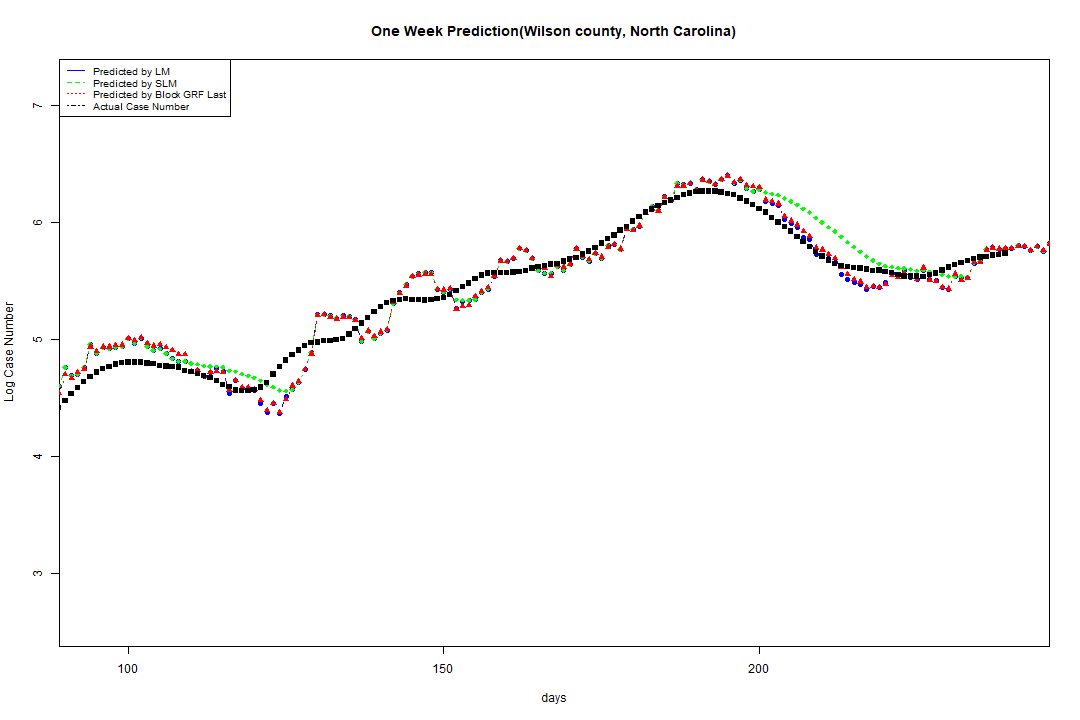 One Week Prediction(Wilson county, North Carolina)
Predicted by LM
Predicted by SLM
Predicted by Block GRF Last
Actual Case Number
7
6
5
4
3
Log Case Number
100 150 200
days